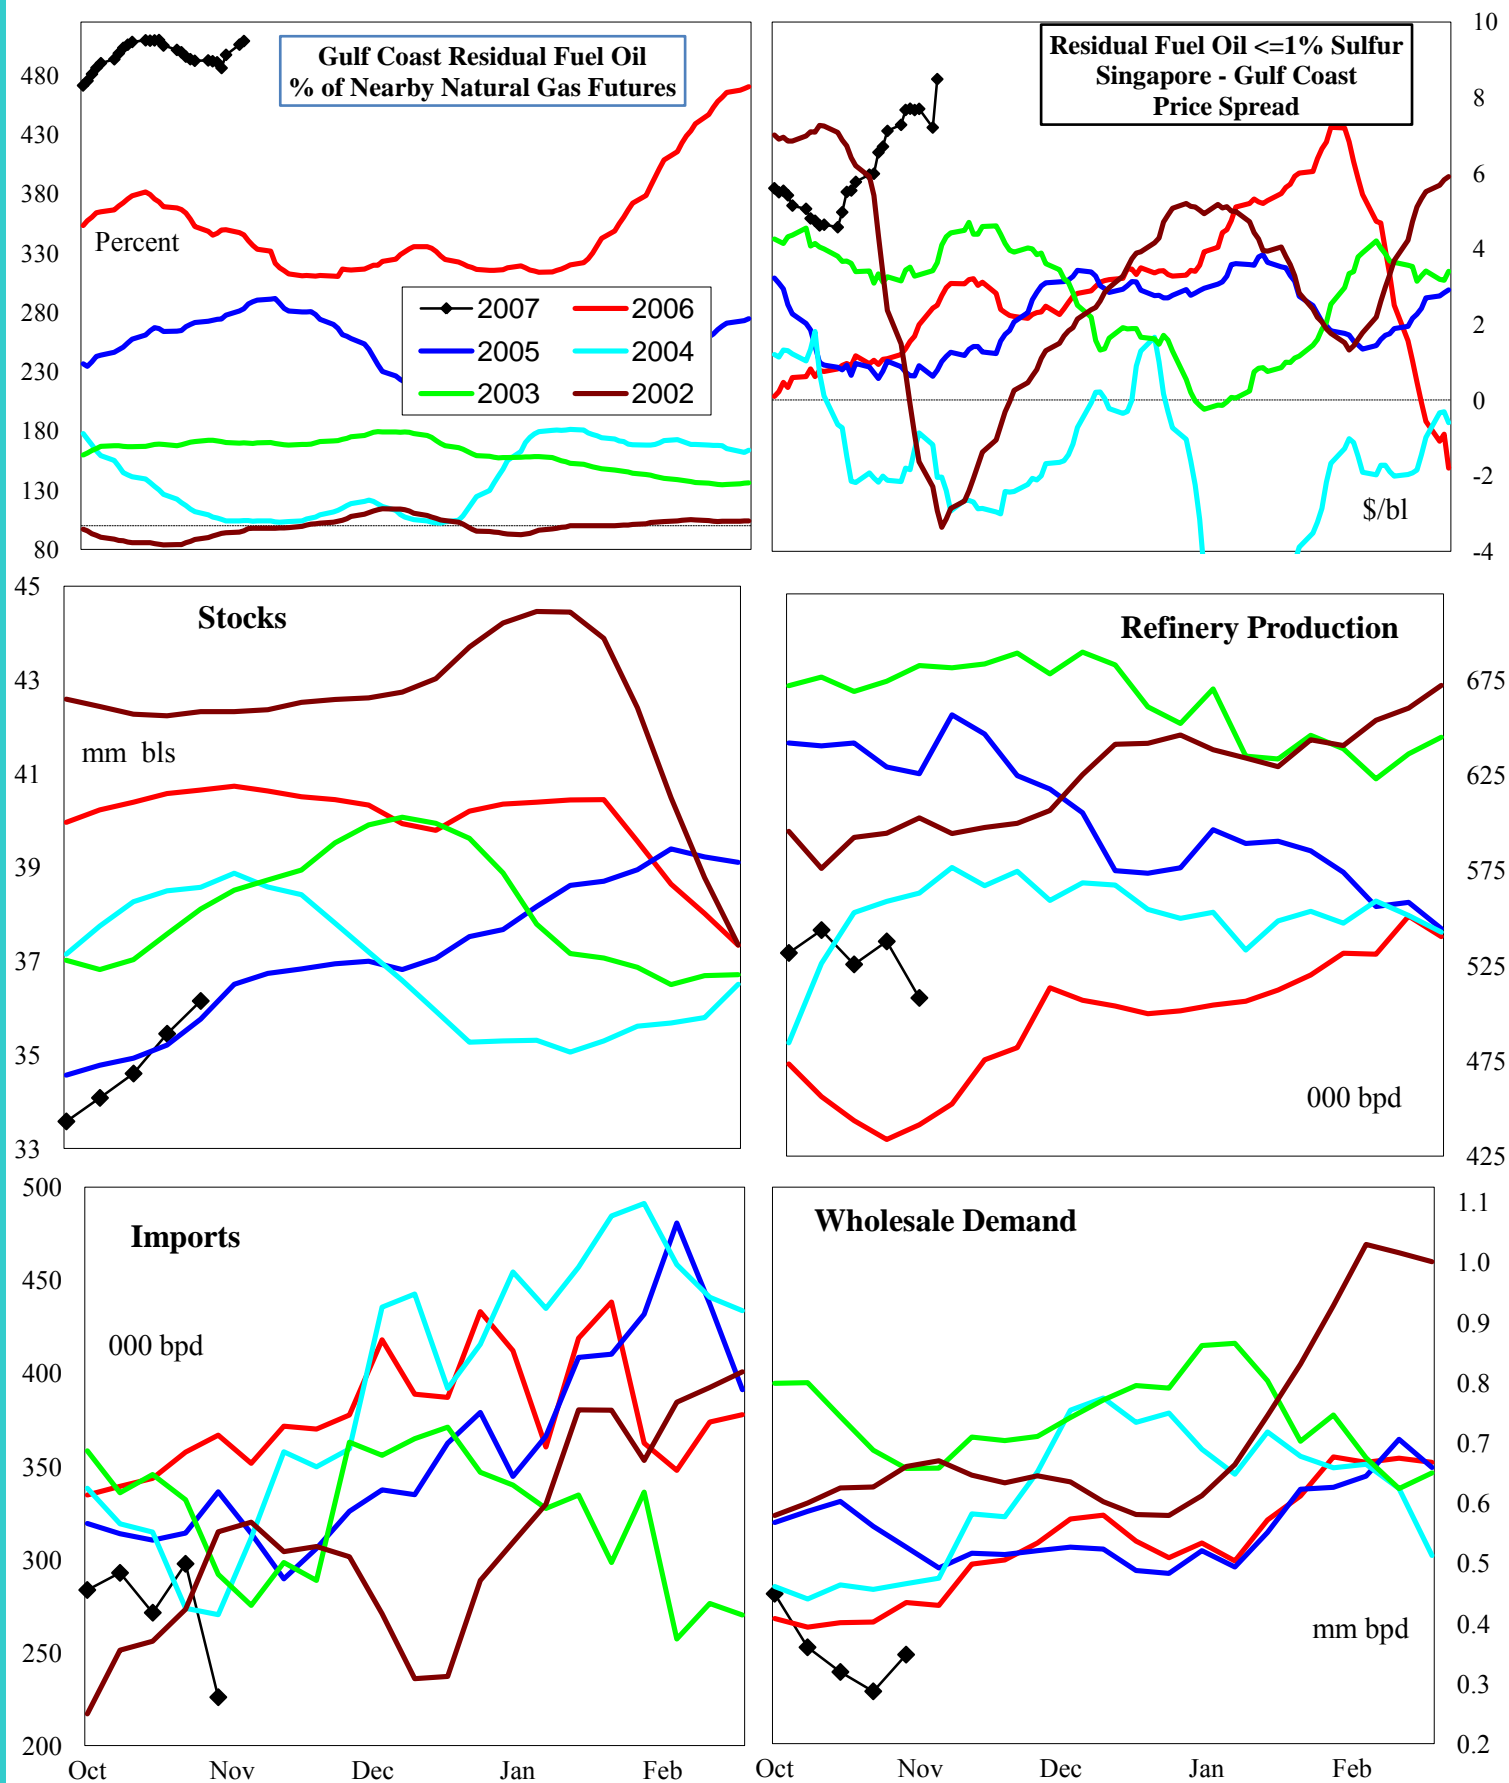 Gulf Coast Residual Fuel Oil
% of Nearby Natural Gas Futures
480
430
380
330
280
230
180
130
80
Percent
2007
2006
2005
2004
2003
2002
Residual Fuel Oil <=1% Sulfur
Singapore - Gulf Coast
Price Spread
10
8
6
4
2
0
-2
-4
$/bl
Stocks
45
43
41
39
37
35
33
mm bls
Refinery Production
675
625
575
525
475
425
000 bpd
Imports
500
450
400
350
300
250
200
000 bpd
Oct
Nov
Dec
Jan
Feb
Wholesale Demand
1.1
1.0
0.9
0.8
0.7
0.6
0.5
0.4
0.3
0.2
mm bpd
Oct
Nov
Dec
Jan
Feb